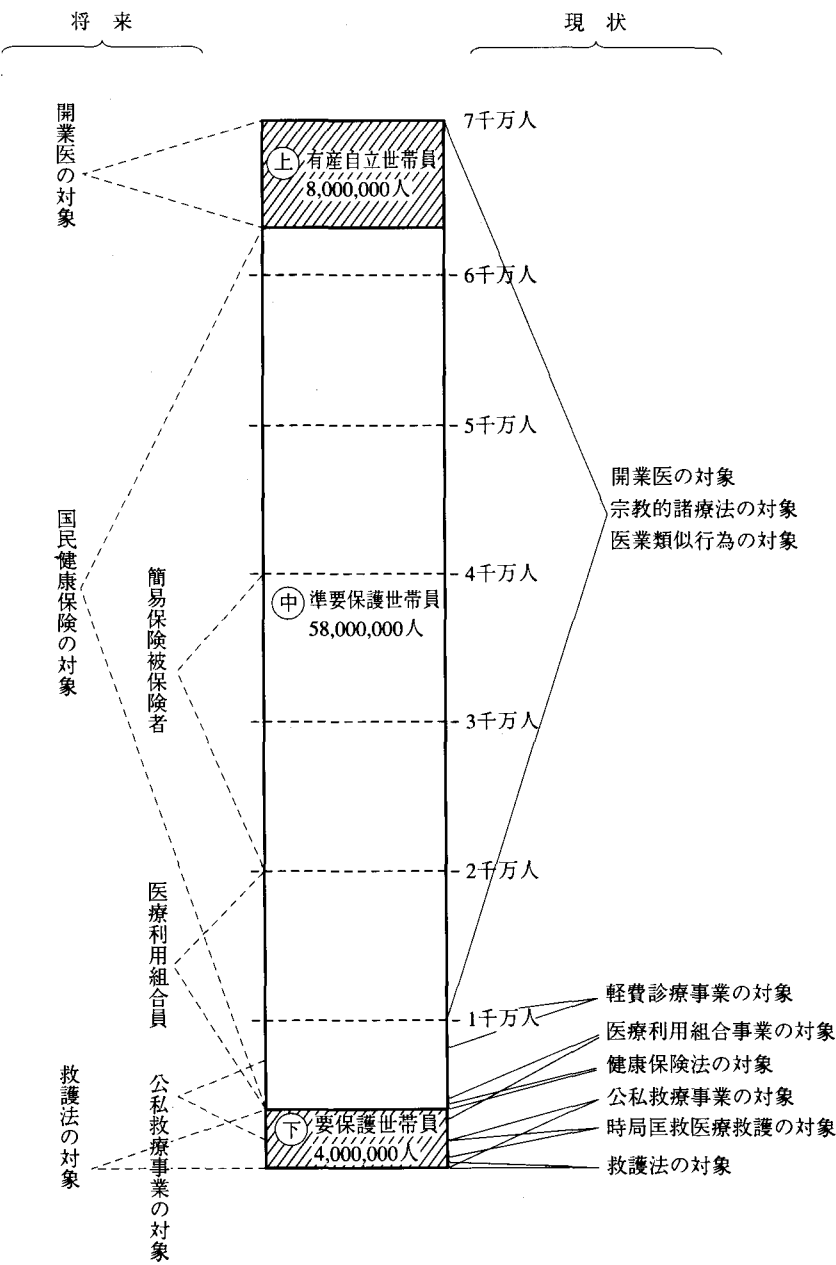 将来
現状
開業医の対象
国民健康保険の対象
簡易保険被保険者
医療利用組合員
救護法の対象
公私救療事業の対象
7千万人
上 有産自立世帯員
8,000,000人
6千万人
5千万人
4千万人
中 準要保護世帯員
58,000,000人
3千万人
2千万人
1千万人
下 要保護世帯員
4,000,000人
開業医の対象
宗教的諸療法の対象
医業類似行為の対象
軽費診療事業の対象
医療利用組合事業の対象
健康保険法の対象
公私救療事業の対象
時局匡救医療救護の対象
救護法の対象